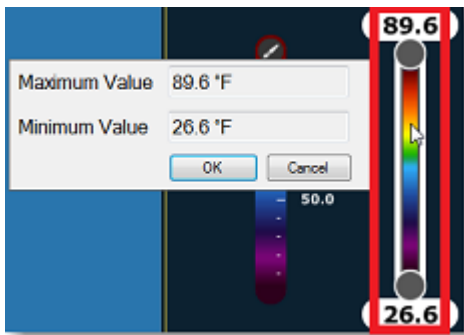 89.6
Maximum Value 89.6 °F
Minimum Value 26.6 °F
OK Cancel
50.0
26.6